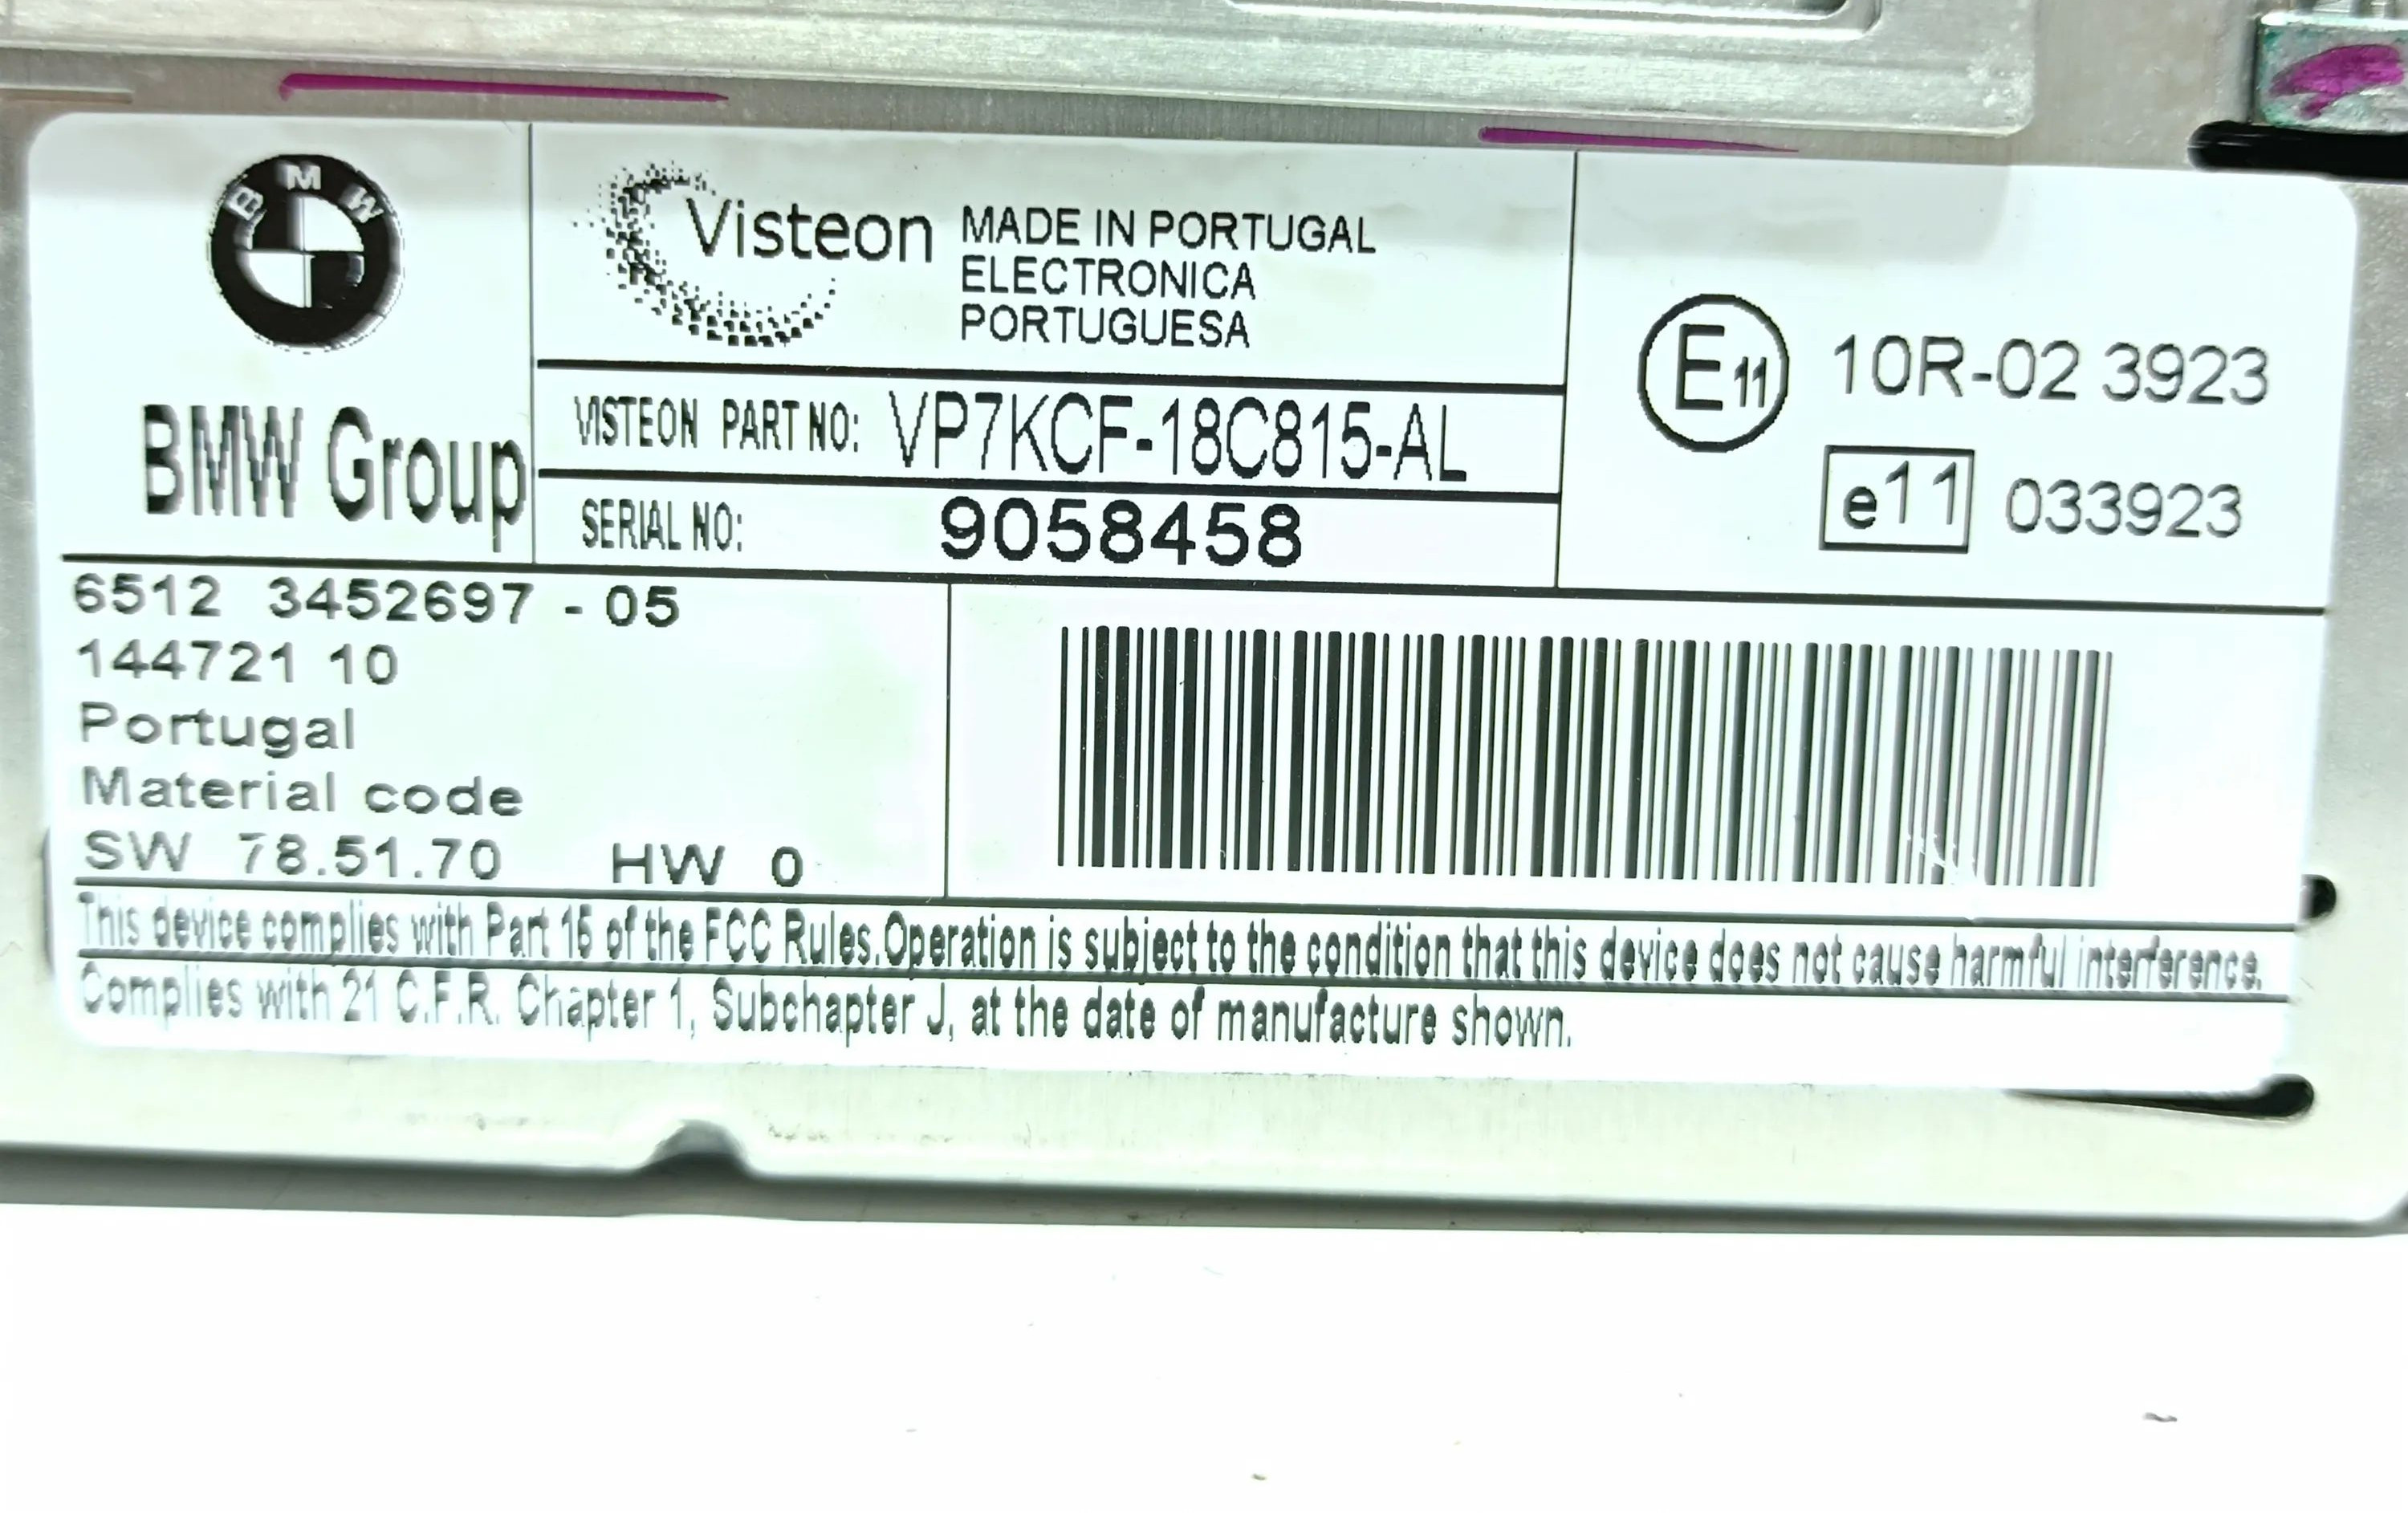 BMW
BMW Group
Visteon
MADE IN PORTUGAL
ELECTRONICA
PORTUGUESA
VISTEON PART NO: VP7KCF-18C815-AL
SERIAL NO: 9058458
E11 10R-02 3923
e11 033923
6512 3452697 - 05
144721 10
Portugal
Material code
SW 78.51.70 HW 0
This device complies with Part 15 of the FCC Rules.Operation is subject to the condition that this device does not cause harmful interference.
Complies with 21 C.F.R. Chapter 1, Subchapter J, at the date of manufacture shown.